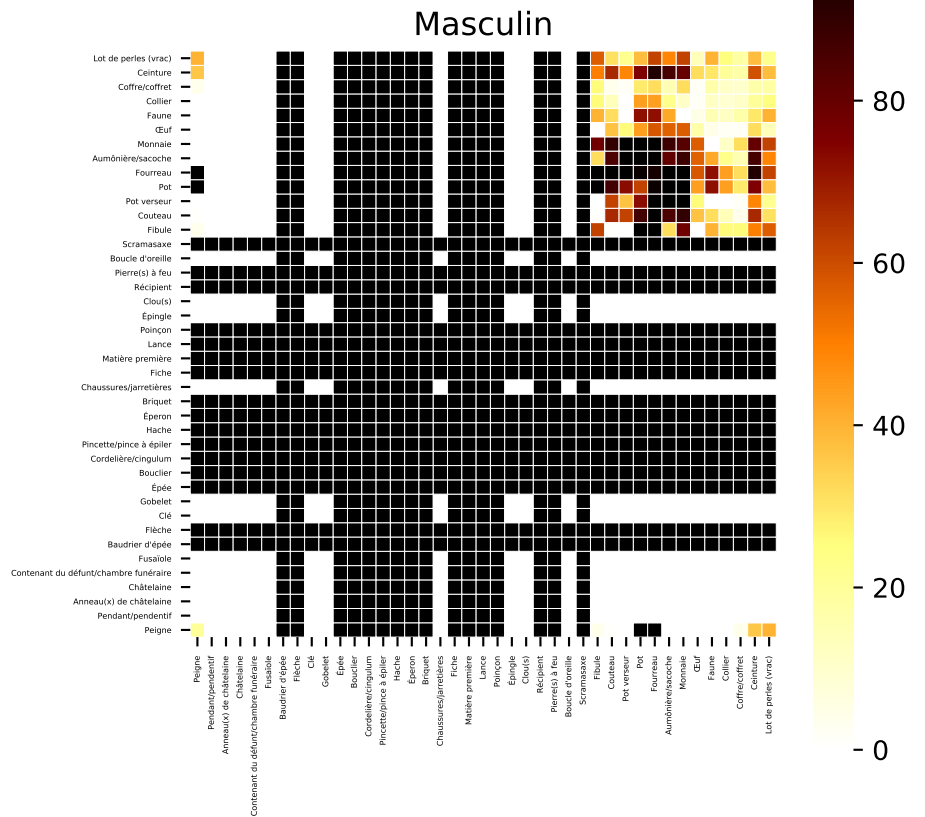 Masculin
Lot de perles (vrac)
Ceinture
Coffre/coffret
Collier
Faune
Œuf
Monnaie
Aumônière/sacoche
Fourreau
Pot
Pot verseur
Couteau
Fibule
Scramasaxe
Boucle d'oreille
Pierre(s) à feu
Récipient
Clou(s)
Épingle
Poinçon
Lance
Matière première
Fiche
Chaussures/jarretières
Briquet
Éperon
Hache
Pincette/pince à épiler
Cordelière/cingulum
Bouclier
Épée
Gobelet
Clé
Flèche
Baudrier d'épée
Fusaïole
Contenant du défunt/chambre funéraire
Châtelaine
Anneau(x) de châtelaine
Pendant/pendentif
Peigne
Peigne
Pendant/pendentif
Anneau(x) de châtelaine
Châtelaine
Contenant du défunt/chambre funéraire
Fusaïole
Baudrier d'épée
Flèche
Clé
Gobelet
Épée
Bouclier
Cordelière/cingulum
Pincette/pince à épiler
Hache
Éperon
Briquet
Chaussures/jarretières
Fiche
Matière première
Lance
Poinçon
Épingle
Clou(s)
Récipient
Pierre(s) à feu
Boucle d'oreille
Scramasaxe
Fibule
Couteau
Pot verseur
Pot
Fourreau
Aumônière/sacoche
Monnaie
Œuf
Faune
Collier
Coffre/coffret
Ceinture
Lot de perles (vrac)
80
60
40
20
0